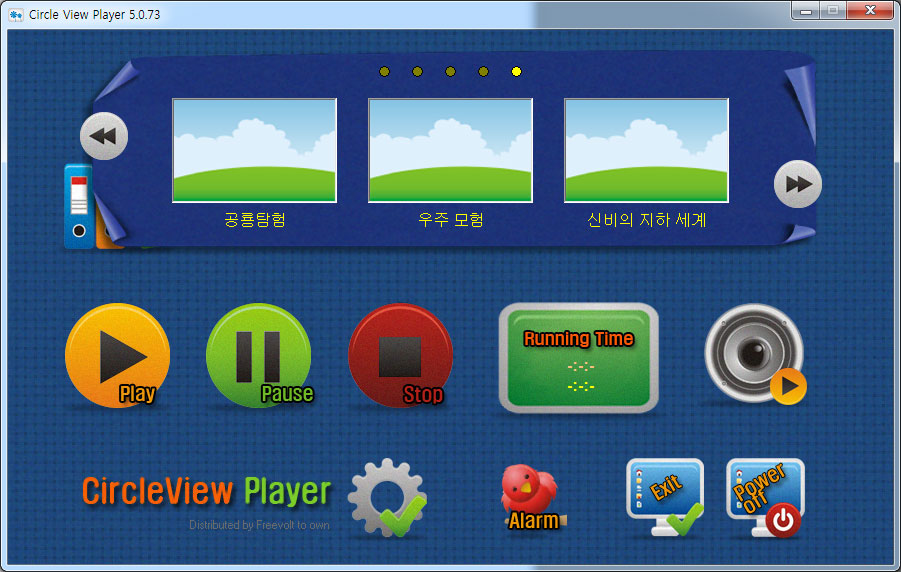 Circle View Player 5.0.73
공룡탐험
우주 모험
신비의 지하 세계
Play
Pause
Stop
Running Time
-:-:-
-:-:-
CircleView Player
Distributed by Freevolt to own
Alarm
Exit
Power
off